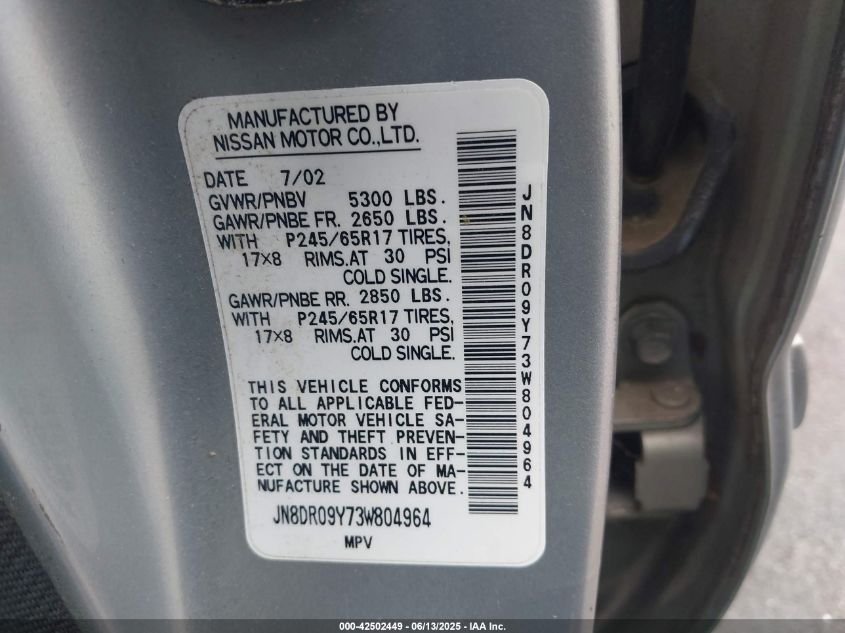 MANUFACTURED BY
NISSAN MOTOR CO.,LTD.
DATE 7/02
GVWR/PNBV 5300 LBS.
GAWR/PNBE FR. 2650 LBS.
WITH P245/65R17 TIRES,
17×8 RIMS.AT 30 PSI
COLD SINGLE.
GAWR/PNBE RR. 2850 LBS.
WITH P245/65R17 TIRES,
17×8 RIMS.AT 30 PSI
COLD SINGLE.
THIS VEHICLE CONFORMS
TO ALL APPLICABLE FED-
ERAL MOTOR VEHICLE SA-
FETY AND THEFT PREVEN-
TION STANDARDS IN EFF-
ECT ON THE DATE OF MA-
NUFACTURE SHOWN ABOVE.
JN8DR09Y73W804964
MPV
JN8DR09Y73W804964
000-42502449 - 06/13/2025 - IAA Inc.